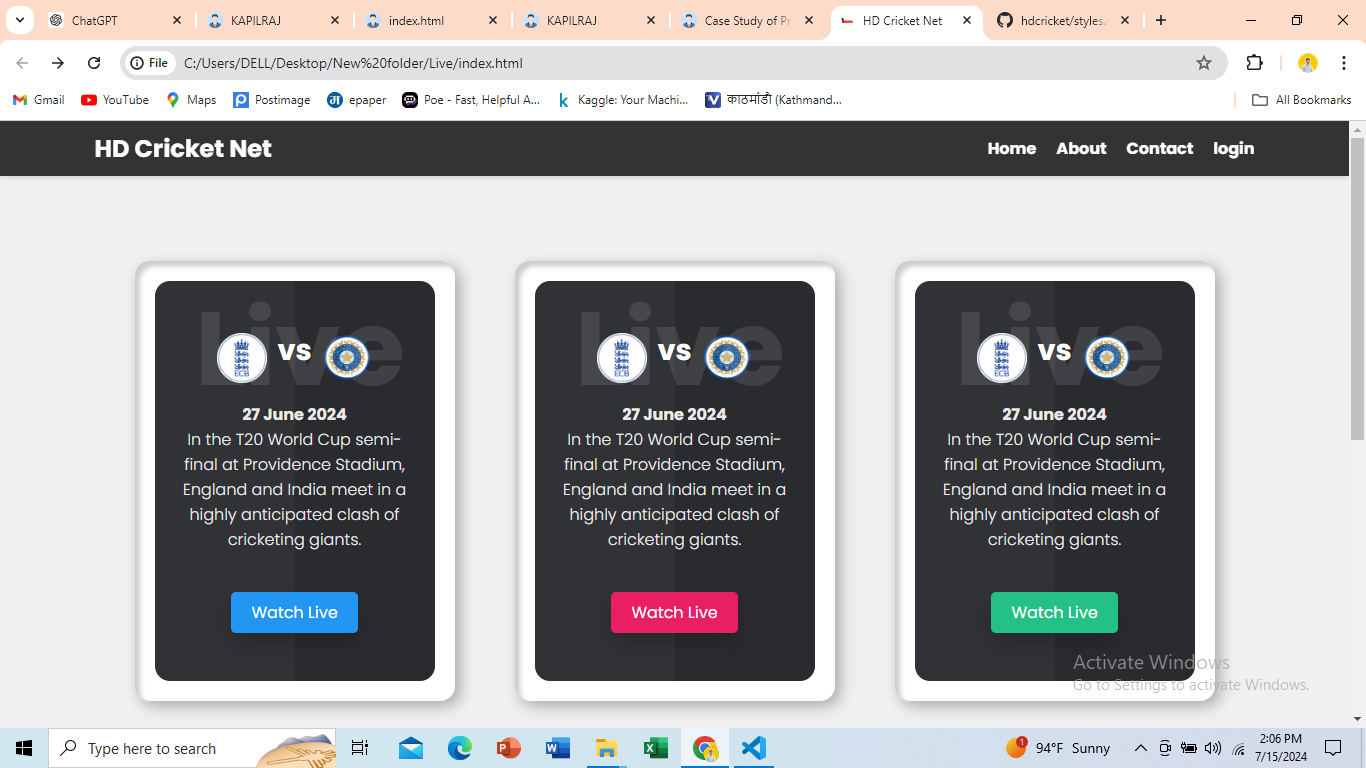 ChatGPT
KAPILRAJ
index.html
KAPILRAJ
Case Study of Pr
HD Cricket Net
hdcricket/styles.
File
C:/Users/DELL/Desktop/New%20folder/Live/index.html
Gmail
YouTube
Maps
Postimage
epaper
Poe - Fast, Helpful A...
Kaggle: Your Machi...
काठमाडौं (Kathmand...
All Bookmarks
HD Cricket Net
Home
About
Contact
login
Live
ECB
VS
27 June 2024
In the T20 World Cup semi-
final at Providence Stadium,
England and India meet in a
highly anticipated clash of
cricketing giants.
Watch Live
Live
ECB
VS
27 June 2024
In the T20 World Cup semi-
final at Providence Stadium,
England and India meet in a
highly anticipated clash of
cricketing giants.
Watch Live
Live
ECB
VS
27 June 2024
In the T20 World Cup semi-
final at Providence Stadium,
England and India meet in a
highly anticipated clash of
cricketing giants.
Watch Live
Activate Windows
Go to Settings to activate Windows.
Type here to search
94°F Sunny
2:06 PM
7/15/2024